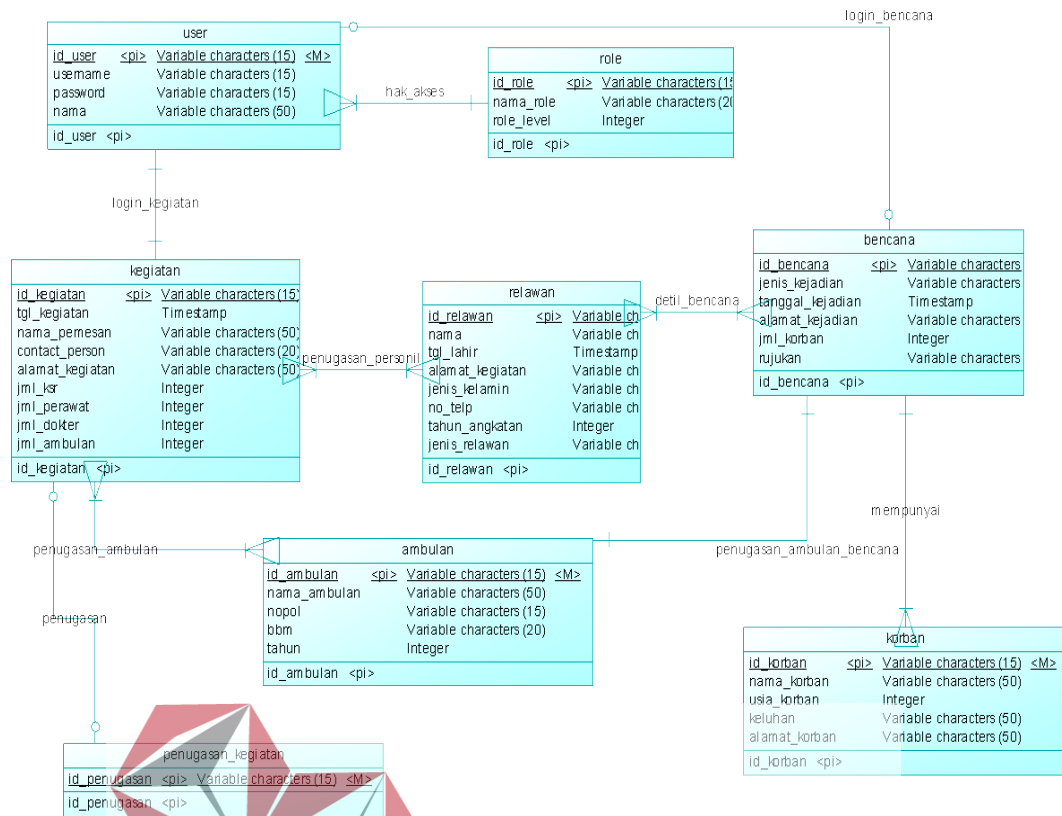 login_bencana
user
id_user <pi> Variable characters (15) <M>
username Variable characters (15)
password Variable characters (15)
nama Variable characters (50)
id_user <pi>
role
id_role <pi> Variable characters (15
nama_role Variable characters (20
role_level Integer
id_role <pi>
hak_akses
login_kegiatan
kegiatan
id_kegiatan <pi> Variable characters (15)
tgl_kegiatan Timestamp
nama_pemesan Variable characters (50)
contact_person Variable characters (20)
alamat_kegiatan Variable characters (50)
jml_ksr Integer
jml_perawat Integer
jml_dokter Integer
jml_ambulan Integer
id_kegiatan <pi>
penugasan_personil
relawan
id_relawan <pi> Variable ch
nama Variable ch
tgl_lahir Timestamp
alamat_kegiatan Variable ch
jenis_kelamin Variable ch
no_telp Variable ch
tahun_angkatan Integer
jenis_relawan Variable ch
id_relawan <pi>
detil_bencana
bencana
id_bencana <pi> Variable characters
jenis_kejadian Variable characters
tanggal_kejadian Timestamp
alamat_kejadian Variable characters
jml_korban Integer
rujukan Variable characters
id_bencana <pi>
mempunyai
penugasan_ambulan
penugasan_ambulan_bencana
ambulan
id_ambulan <pi> Variable characters (15) <M>
nama_ambulan Variable characters (50)
nopol Variable characters (15)
bbm Variable characters (20)
tahun Integer
id_ambulan <pi>
penugasan
korban
id_korban <pi> Variable characters (15) <M>
nama_korban Variable characters (50)
usia_korban Integer
keluhan Variable characters (50)
alamat_korban Variable characters (50)
id_korban <pi>
penugasan_kegiatan
id_penugasan <pi> Variable characters (15) <M>
id_penugasan <pi>